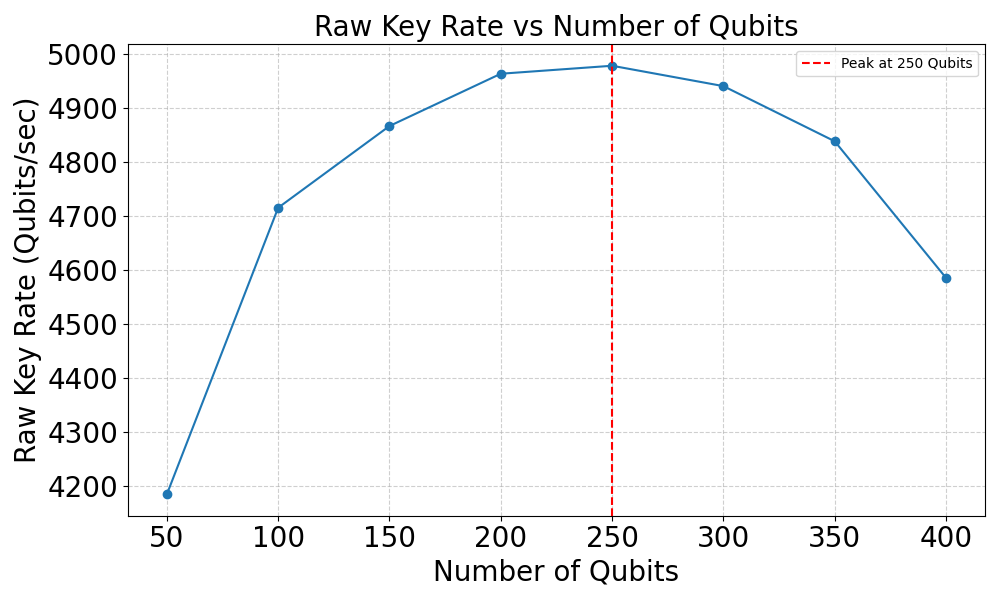 Raw Key Rate vs Number of Qubits
Peak at 250 Qubits
Raw Key Rate (Qubits/sec)
5000
4900
4800
4700
4600
4500
4400
4300
4200
50 100 150 200 250 300 350 400
Number of Qubits